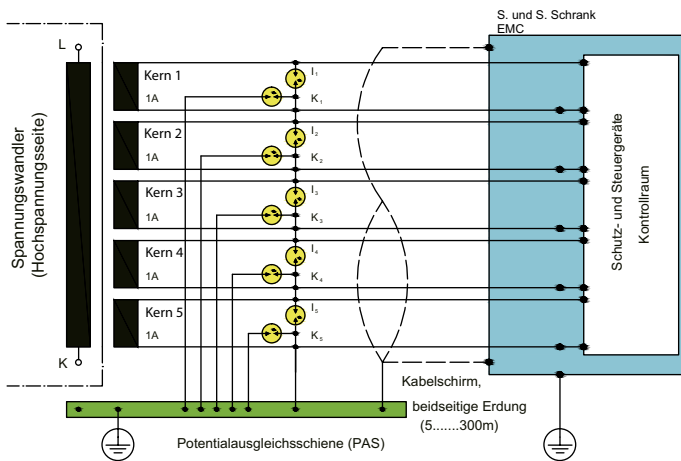 S. und S. Schrank
EMC
L
Spannungswandler
(Hochspannungsseite)
K
Kern 1
1A
I₁
K₁
Kern 2
1A
I₂
K₂
Kern 3
1A
I₃
K₃
Kern 4
1A
I₄
K₄
Kern 5
1A
I₅
K₅
Schutz- und Steuergeräte
Kontrollraum
Kabelschirm,
beidseitige Erdung
(5.......300m)
Potentialausgleichsschiene (PAS)